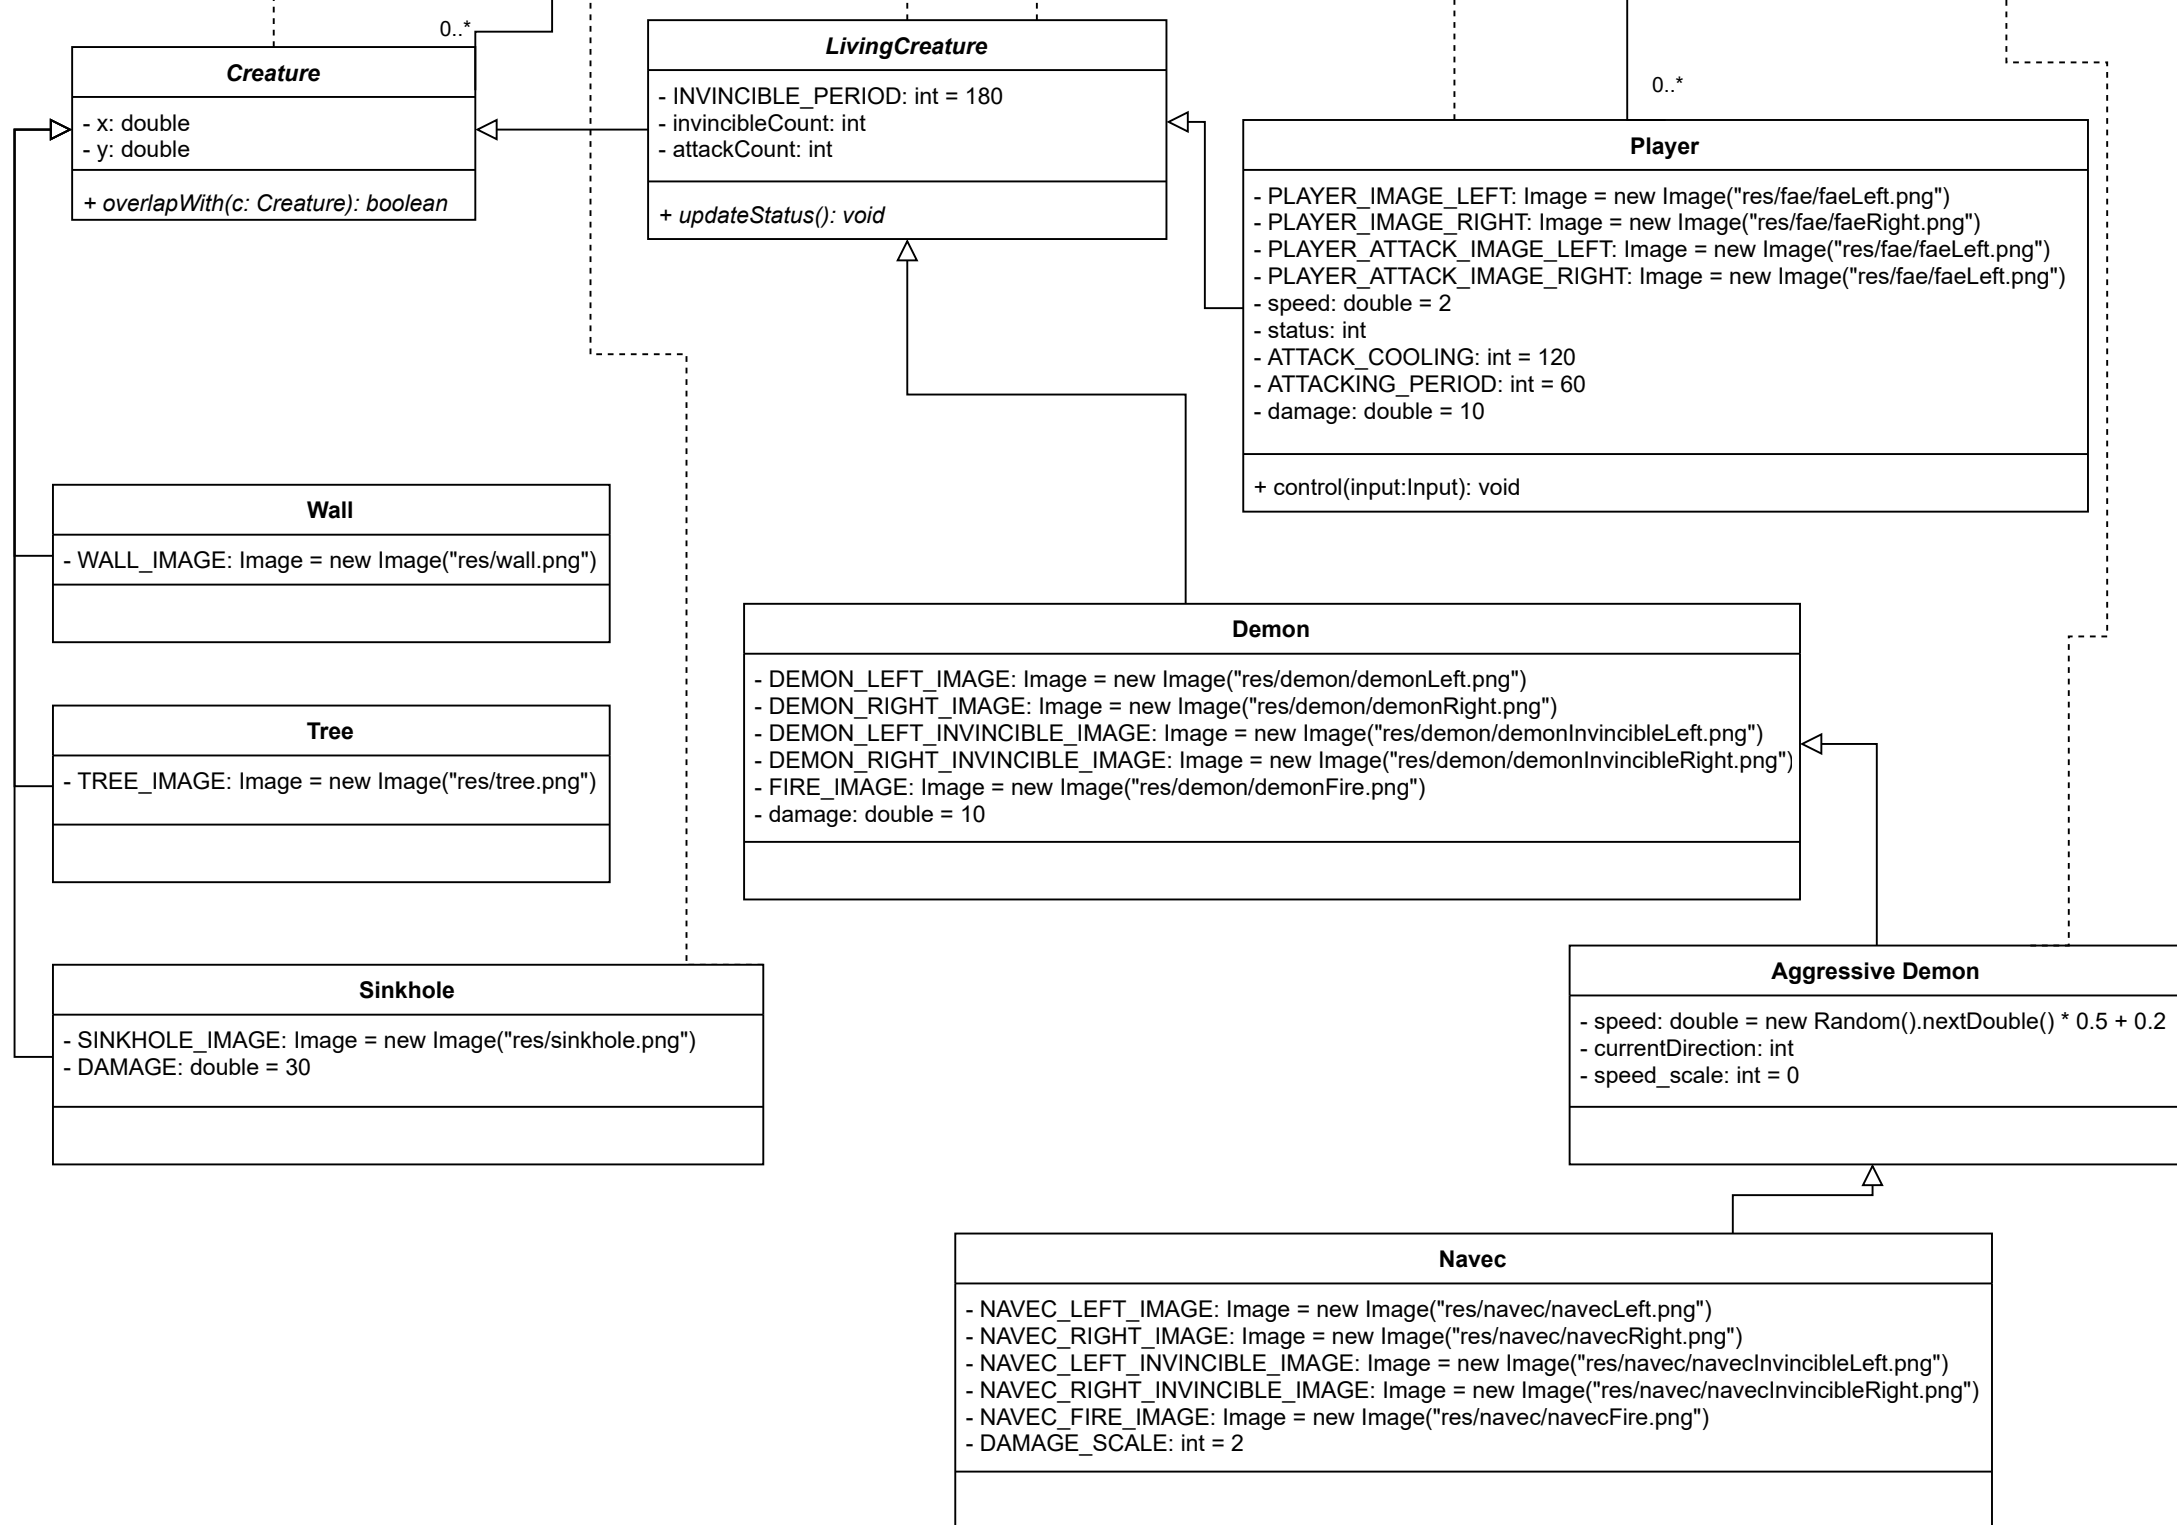 0..*
Creature
- x: double
- y: double
+ overlapWith(c: Creature): boolean
LivingCreature
- INVINCIBLE_PERIOD: int = 180
- invincibleCount: int
- attackCount: int
+ updateStatus(): void
0..*
Player
- PLAYER_IMAGE_LEFT: Image = new Image("res/fae/faeLeft.png")
- PLAYER_IMAGE_RIGHT: Image = new Image("res/fae/faeRight.png")
- PLAYER_ATTACK_IMAGE_LEFT: Image = new Image("res/fae/faeLeft.png")
- PLAYER_ATTACK_IMAGE_RIGHT: Image = new Image("res/fae/faeLeft.png")
- speed: double = 2
- status: int
- ATTACK_COOLING: int = 120
- ATTACKING_PERIOD: int = 60
- damage: double = 10
+ control(input:Input): void
Wall
- WALL_IMAGE: Image = new Image("res/wall.png")
Tree
- TREE_IMAGE: Image = new Image("res/tree.png")
Sinkhole
- SINKHOLE_IMAGE: Image = new Image("res/sinkhole.png")
- DAMAGE: double = 30
Demon
- DEMON_LEFT_IMAGE: Image = new Image("res/demon/demonLeft.png")
- DEMON_RIGHT_IMAGE: Image = new Image("res/demon/demonRight.png")
- DEMON_LEFT_INVINCIBLE_IMAGE: Image = new Image("res/demon/demonInvincibleLeft.png")
- DEMON_RIGHT_INVINCIBLE_IMAGE: Image = new Image("res/demon/demonInvincibleRight.png")
- FIRE_IMAGE: Image = new Image("res/demon/demonFire.png")
- damage: double = 10
Aggressive Demon
- speed: double = new Random().nextDouble() * 0.5 + 0.2
- currentDirection: int
- speed_scale: int = 0
Navec
- NAVEC_LEFT_IMAGE: Image = new Image("res/navec/navecLeft.png")
- NAVEC_RIGHT_IMAGE: Image = new Image("res/navec/navecRight.png")
- NAVEC_LEFT_INVINCIBLE_IMAGE: Image = new Image("res/navec/navecInvincibleLeft.png")
- NAVEC_RIGHT_INVINCIBLE_IMAGE: Image = new Image("res/navec/navecInvincibleRight.png")
- NAVEC_FIRE_IMAGE: Image = new Image("res/navec/navecFire.png")
- DAMAGE_SCALE: int = 2